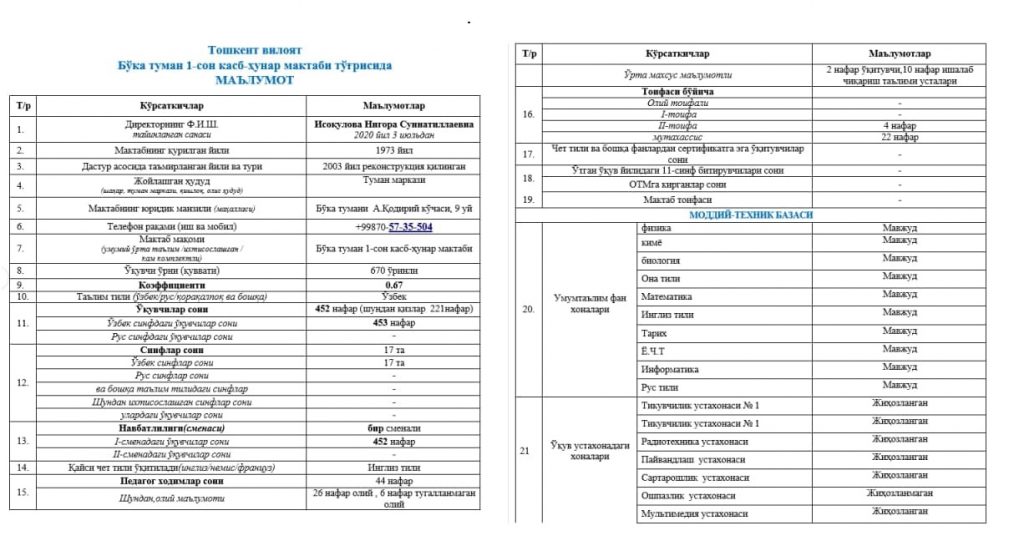 Тошкент вилоят
Бўка туман 1-сон касб-ҳунар мактаби тўғрисида
МАЪЛУМОТ
Т/р Кўрсаткичлар Маълумотлар
1. Директорнинг Ф.И.Ш. Исоқулова Нигора Суннатиллаевна
тайинланган санаси 2020 йил 3 июльдан
2. Мактабнинг қурилган йили 1973 йил
3. Дастур асосида таъмирланган йили ва тури 2003 йил реконструкция қилинган
4. Жойлашган ҳудуд Туман маркази
(шаҳар, туман маркази, қишлоқ, олис ҳудуд)
5. Мактабнинг юридик манзили (маҳалласи) Бўка тумани А.Қодирий кўчаси, 9 уй
6. Телефон рақами (иш ва мобил) +99870-57-35-504
7. Мактаб мақоми Бўка туман 1-сон касб-ҳунар мактаби
(умумий ўрта таълим /ихтисослашган /
кам комплектли)
8. Ўқувчи ўрни (қуввати) 670 ўринли
9. Коэффициенти 0.67
10. Таълим тили (ўзбек/рус/қорақалпоқ ва бошқа) Ўзбек
11. Ўқувчилар сони 452 нафар (шундан қизлар 221нафар)
Ўзбек синфдаги ўқувчилар сони 453 нафар
Рус синфдаги ўқувчилар сони -
12. Синфлар сони 17 та
Ўзбек синфлар сони 17 та
Рус синфлар сони -
ва бошқа таълим тилидаги синфлар -
Шундан ихтисослашган синфлар сони -
улардаги ўқувчилар сони -
13. Навбатлилиги(сменаси) бир сменали
I-сменадаги ўқувчилар сони 452 нафар
II-сменадаги ўқувчилар сони -
14. Қайси чет тили ўқитилади(инглиз/немис/француз) Инглиз тили
15. Педагог ходимлар сони 44 нафар
Шундан,олий маълумоти 26 нафар олий , 6 нафар тугалланмаган
олий
Т/р Кўрсаткичлар Маълумотлар
Ўрта махсус маълумотли 2 нафар ўқитувчи,10 нафар ишалаб
чиқариш таълими усталари
16. Тоифаси бўйича
Олий тоифали -
I-тоифа -
II-тоифа 4 нафар
мутахассис 22 нафар
17. Чет тили ва бошқа фанлардан сертификатга эга ўқитувчилар
сони -
18. Ўтган ўқув йилидаги 11-синф битирувчилари сони -
ОТМга кирганлар сони -
19. Мактаб тоифаси -
МОДДИЙ-ТЕХНИК БАЗАСИ
20. Умумтаълим фан
хоналари
физика Мавжуд
кимё Мавжуд
биология Мавжуд
Она тили Мавжуд
Математика Мавжуд
Инглиз тили Мавжуд
Тарих Мавжуд
Ё.Ч.Т Мавжуд
Информатика Мавжуд
Рус тили Мавжуд
21 Ўқув устахонадаги
хоналари
Тикувчилик устахонаси № 1 Жиҳозланган
Тикувчилик устахонаси № 1 Жиҳозланган
Радиотехника устахонаси Жиҳозланган
Пайвандлаш устахонаси Жиҳозланган
Сартарошлик устахонаси Жиҳозланган
Ошпазлик устахонаси Жиҳозланмаган
Мультимедия устахонаси Жиҳозланган